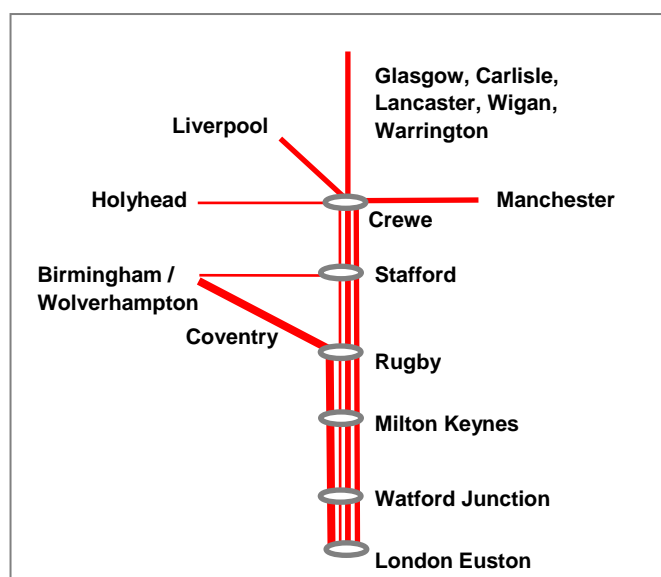 Glasgow, Carlisle,
Lancaster, Wigan,
Warrington
Liverpool
Holyhead
Manchester
Crewe
Birmingham /
Wolverhampton
Stafford
Coventry
Rugby
Milton Keynes
Watford Junction
London Euston